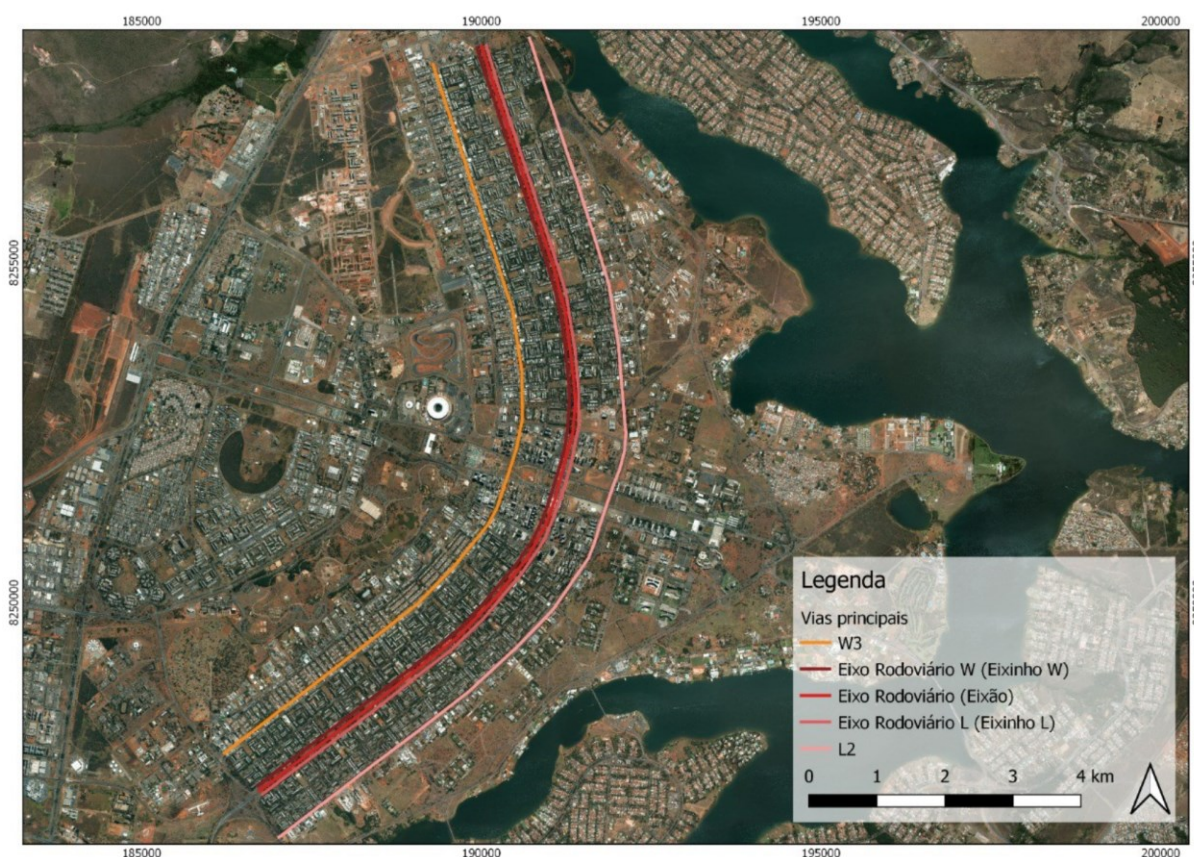 185000 190000 195000 200000
8255000
8250000
Legenda
Vias principais
W3
Eixo Rodoviário W (Eixinho W)
Eixo Rodoviário (Eixão)
Eixo Rodoviário L (Eixinho L)
L2
0 1 2 3 4 km
185000 190000 195000 200000